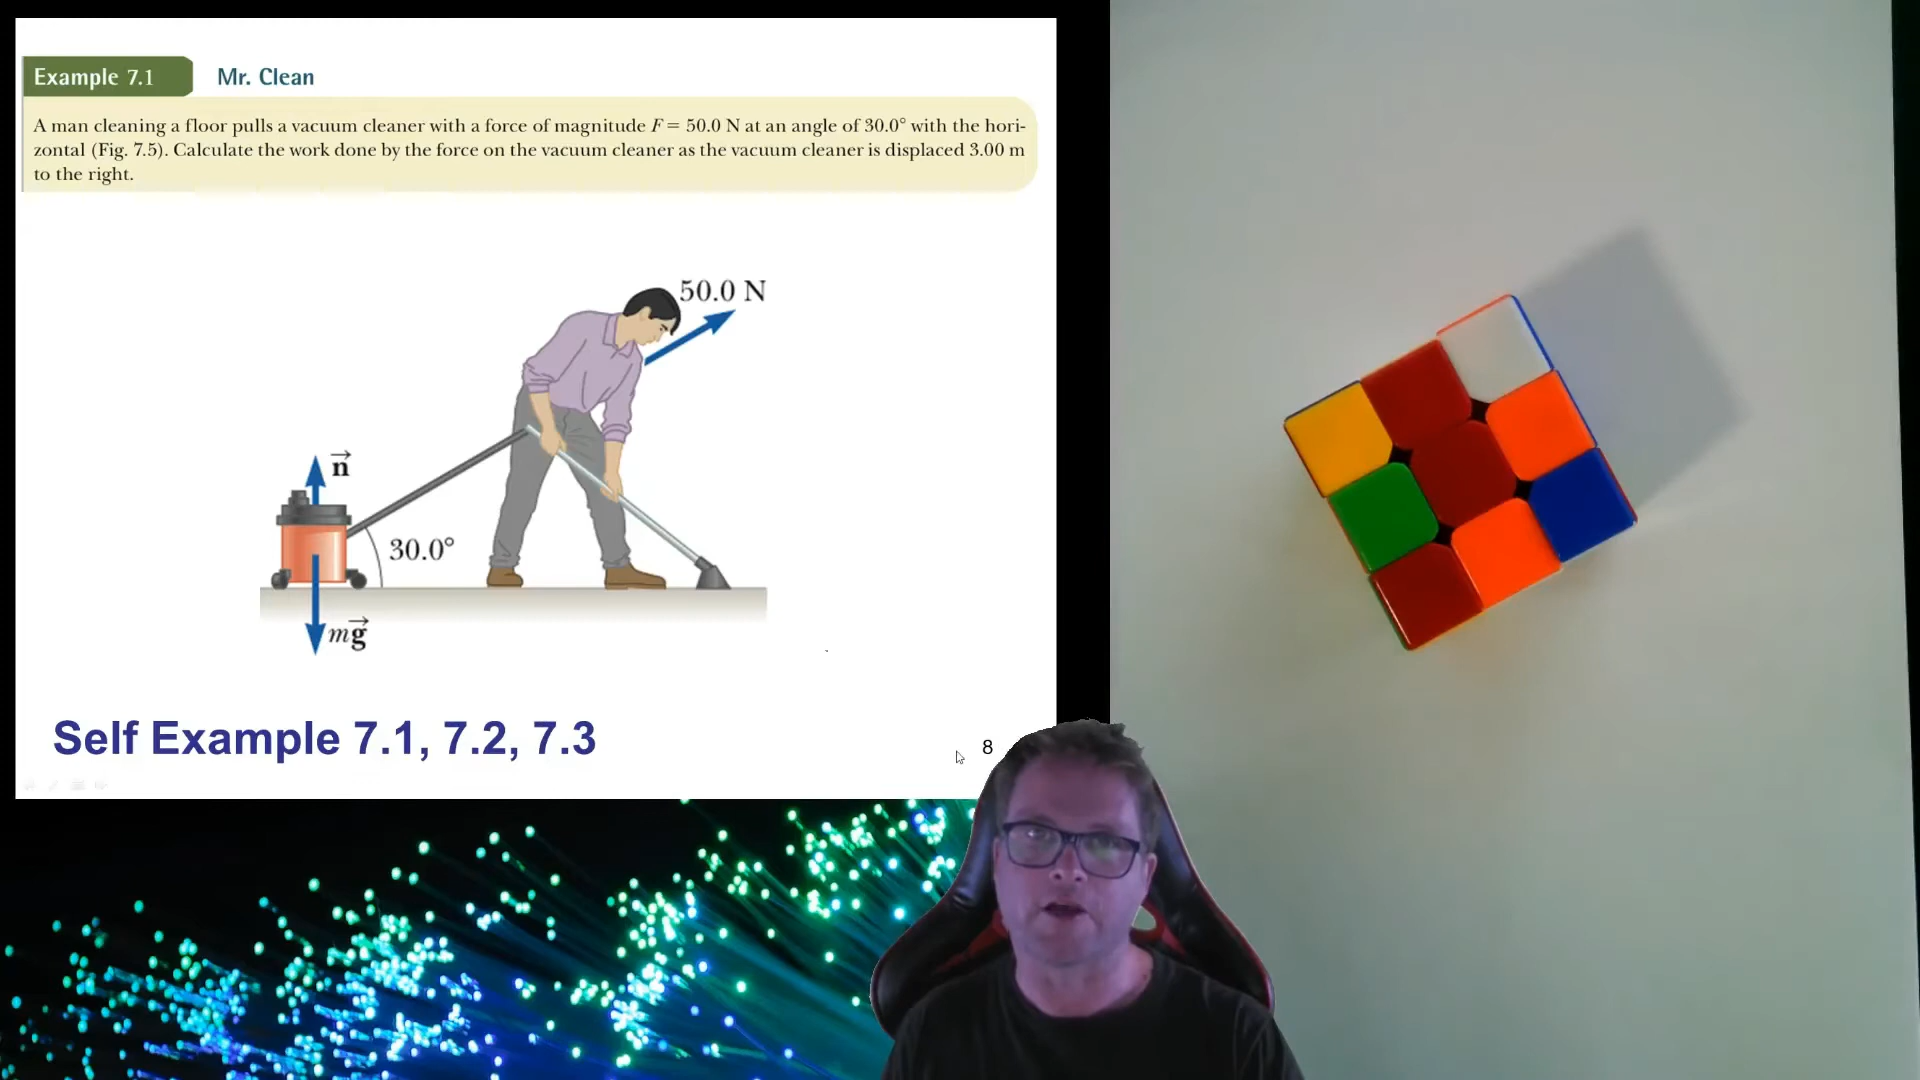 Example 7.1 Mr. Clean
A man cleaning a floor pulls a vacuum cleaner with a force of magnitude F = 50.0 N at an angle of 30.0° with the hori-
zontal (Fig. 7.5). Calculate the work done by the force on the vacuum cleaner as the vacuum cleaner is displaced 3.00 m
to the right.
50.0 N
n⃗
30.0°
mg⃗
Self Example 7.1, 7.2, 7.3
8